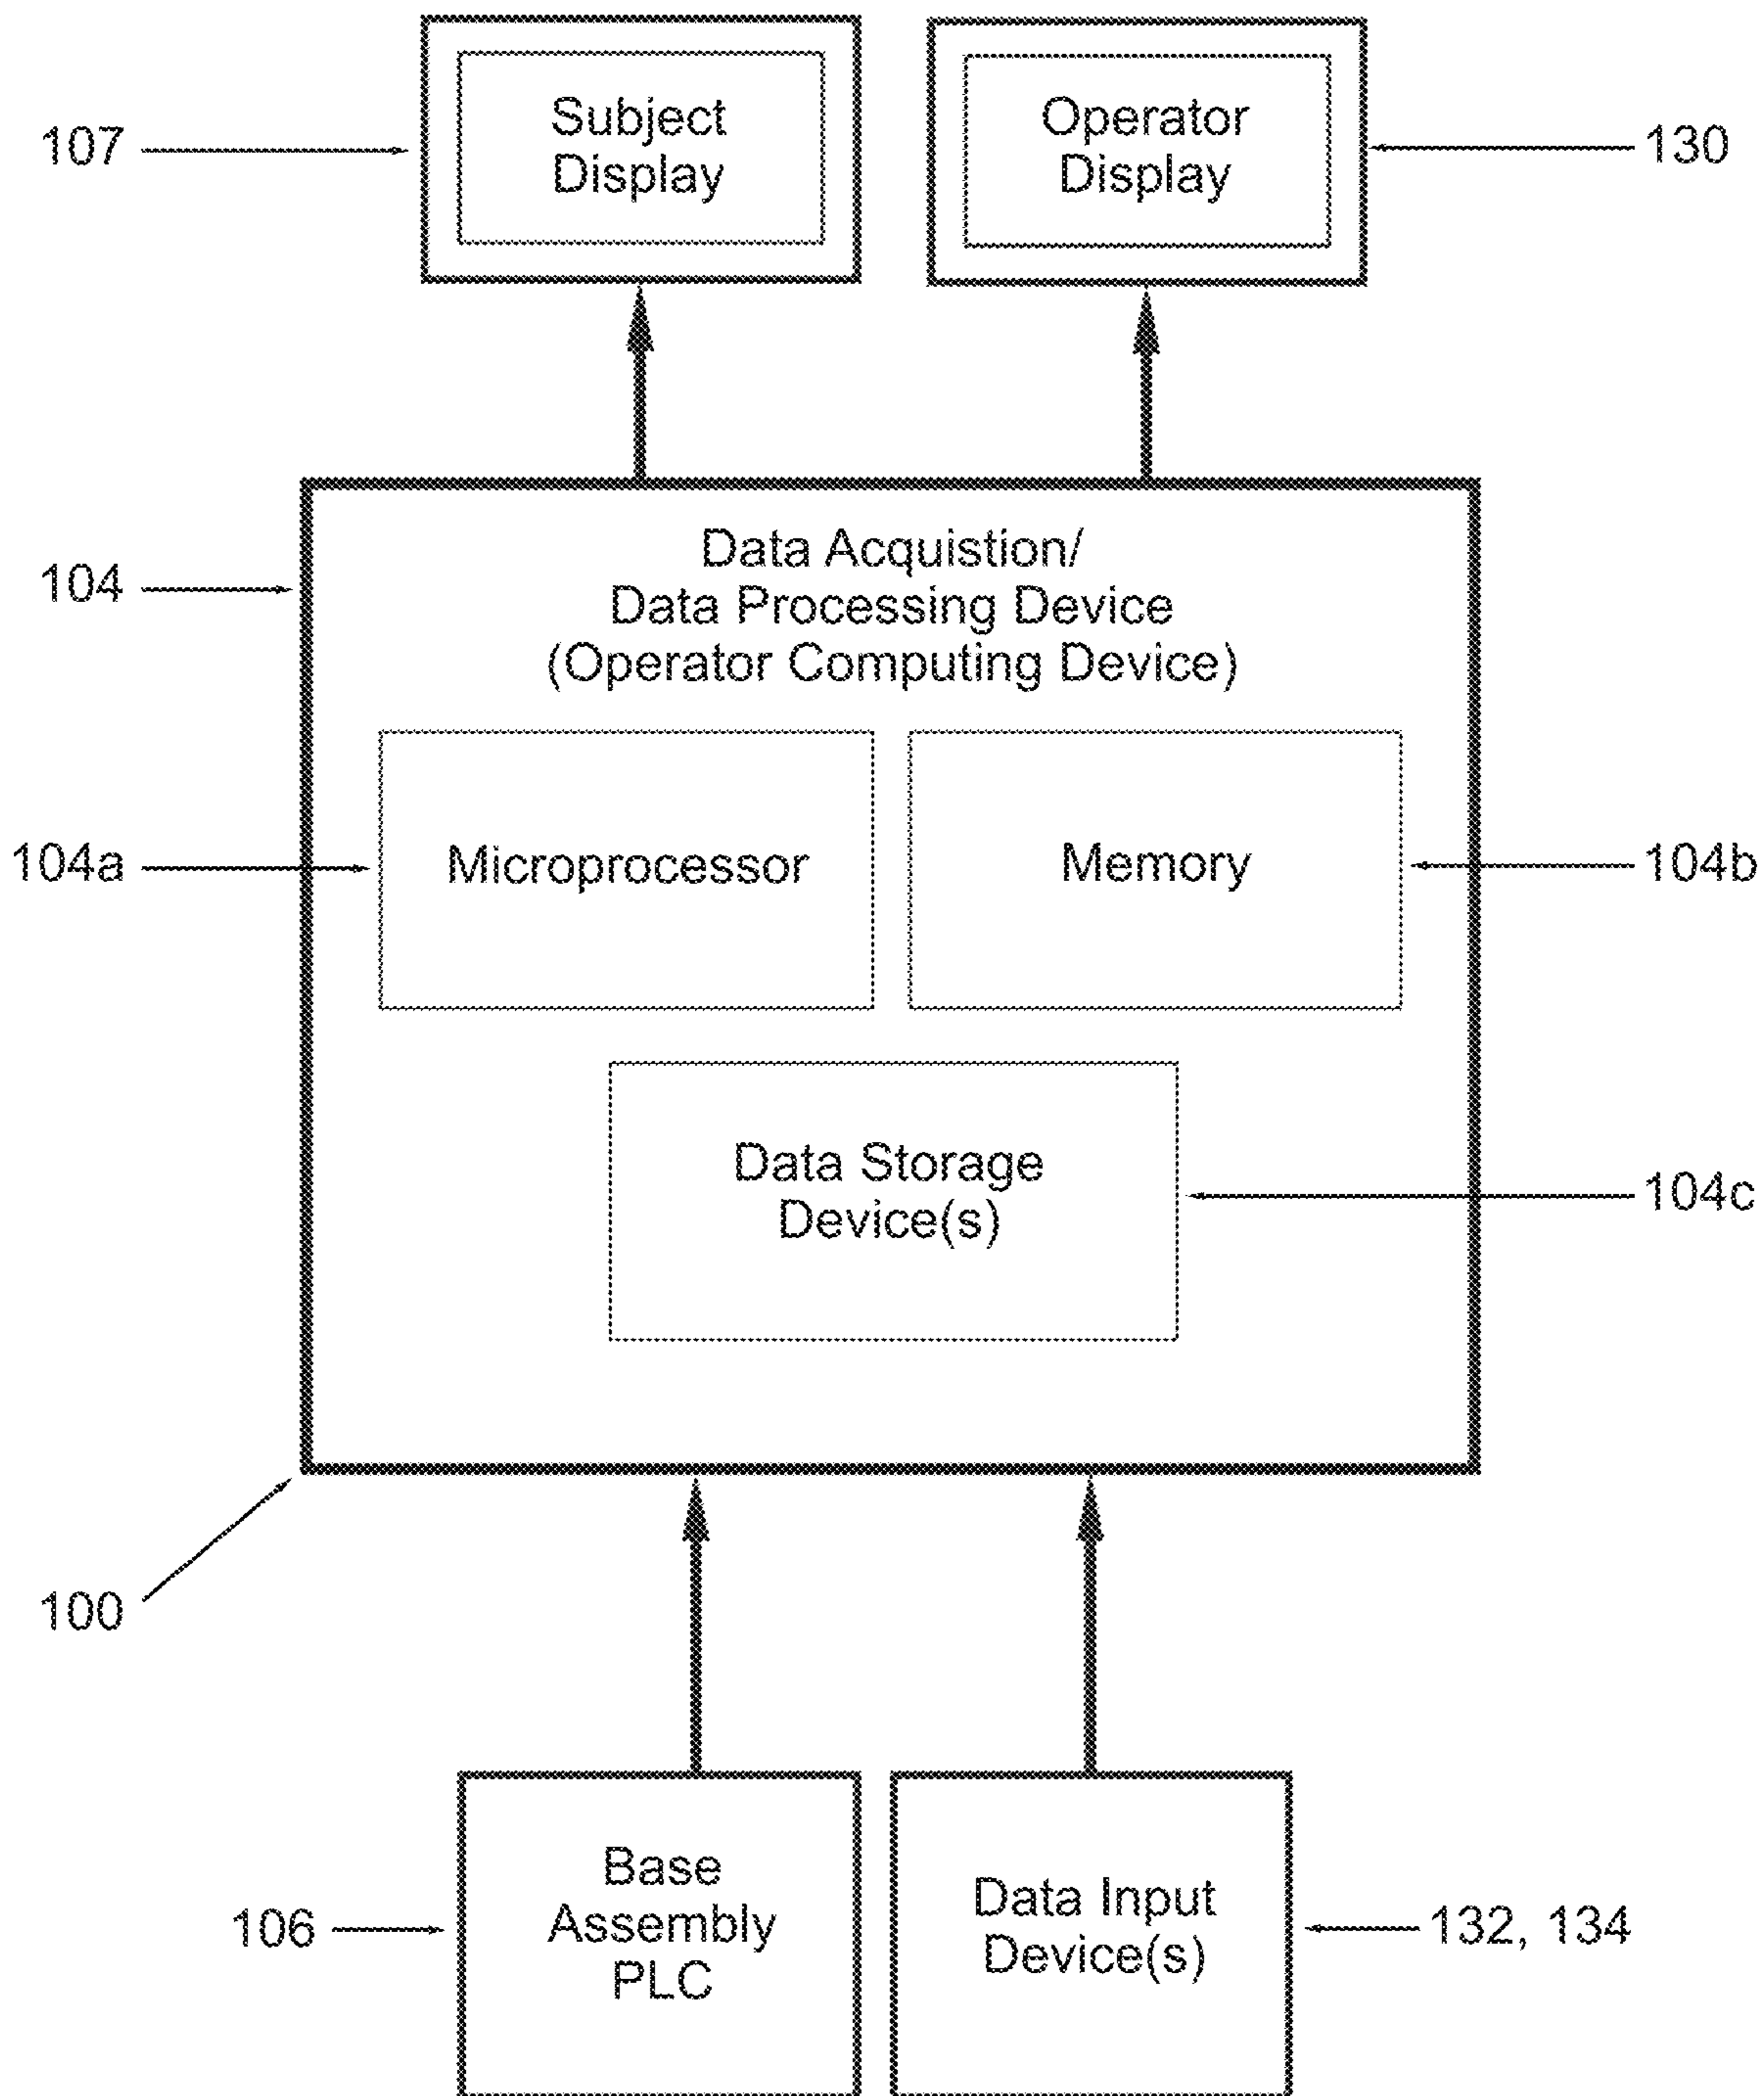 Subject
Display
Operator
Display
107
130
Data Acquistion/
Data Processing Device
(Operator Computing Device)
104
Microprocessor
Memory
104a
104b
Data Storage
Device(s)
104c
100
Base
Assembly
PLC
Data Input
Device(s)
106
132, 134